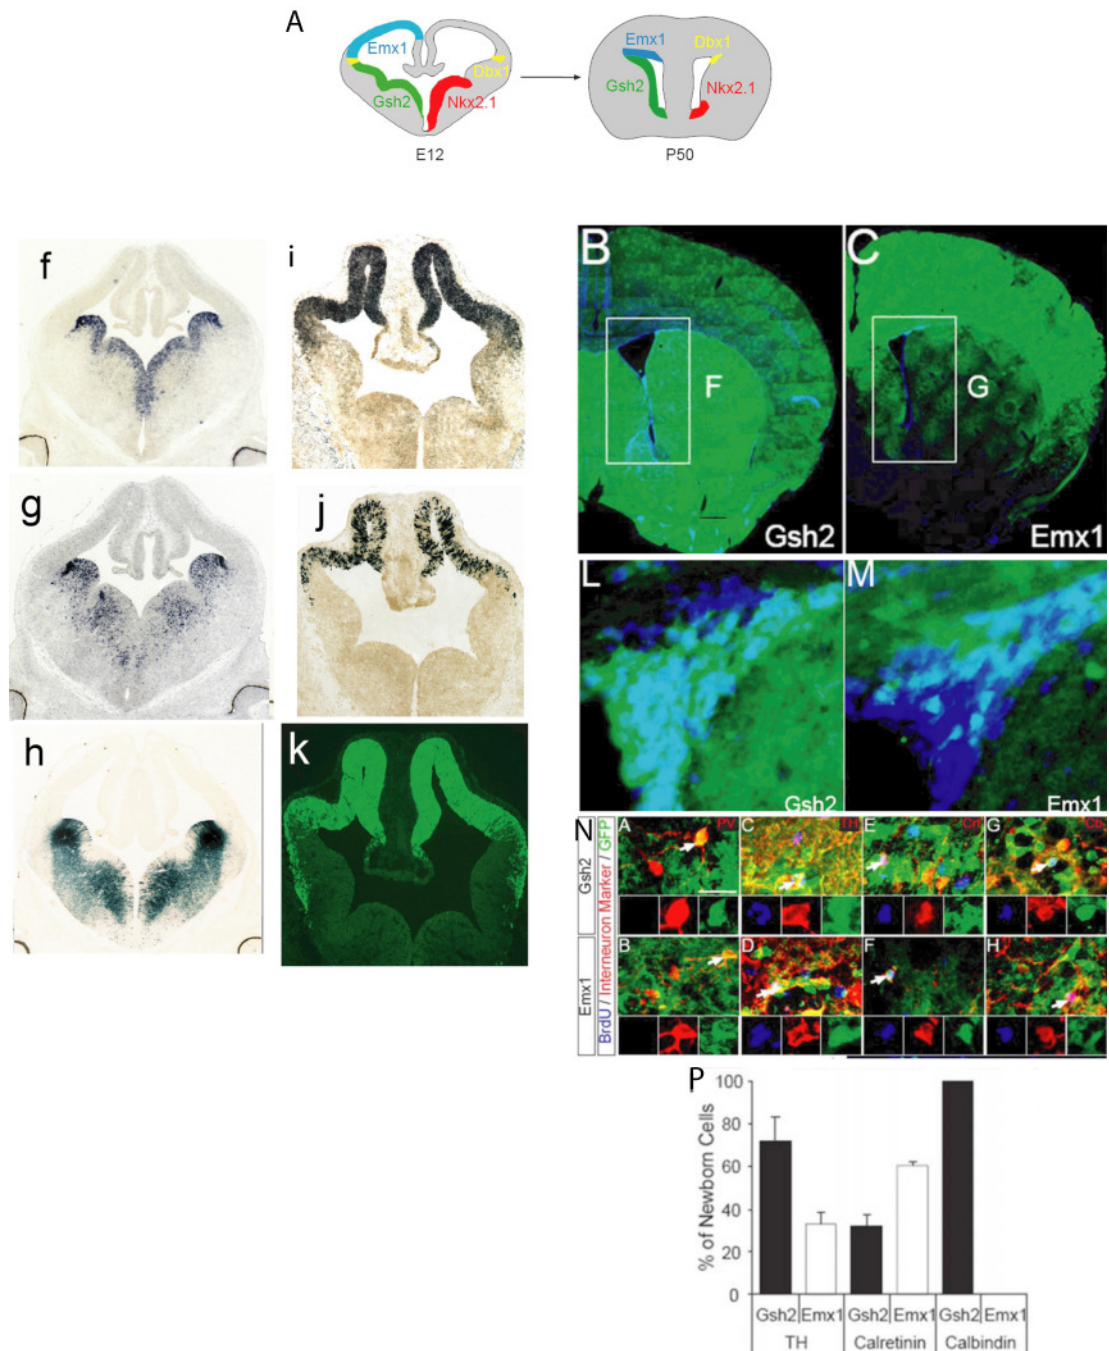 A
Emx1
Dbx1
Gsh2
Nkx2.1
E12
Emx1
Dbx1
Gsh2
Nkx2.1
P50
f
i
g
j
h
k
B
F
Gsh2
C
G
Emx1
L
Gsh2
M
Emx1
N
Gsh2
Emx1
BrdU / Interneuron Marker / GFP
A
PV
C
TH
E
Crt
G
Cb
B
D
F
H
P
% of Newborn Cells
100
80
60
40
20
0
Gsh2 Emx1 Gsh2 Emx1 Gsh2 Emx1
TH Calretinin Calbindin